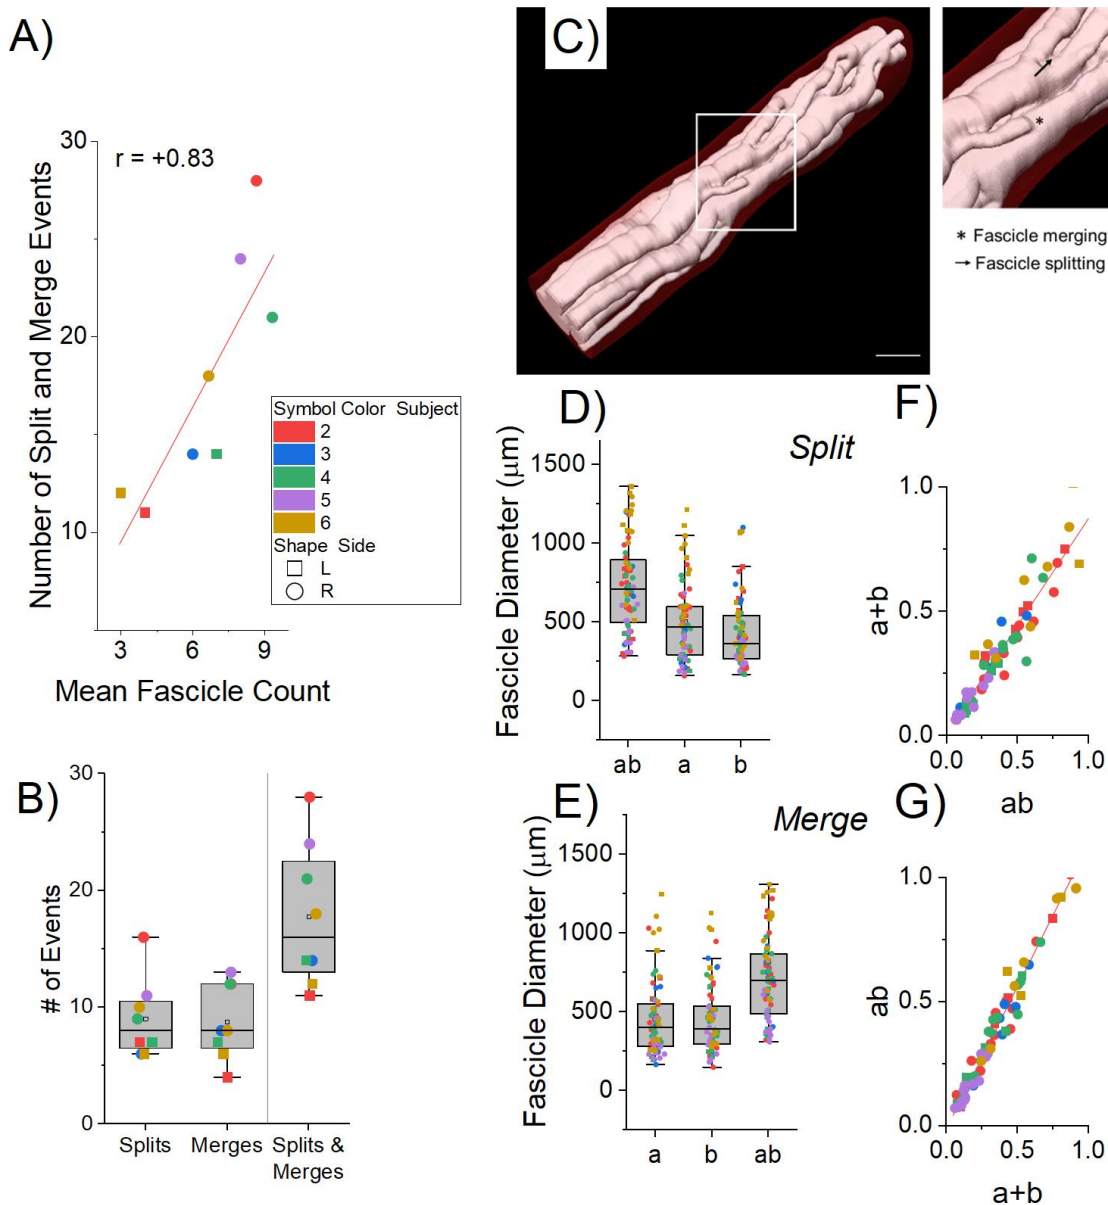 A)
30
r = +0.83
20
10
Number of Split and Merge Events
3
6
9
Mean Fascicle Count
Symbol Color Subject
2
3
4
5
6
Shape Side
L
R
B)
30
20
10
0
# of Events
Splits
Merges
Splits &
Merges
C)
* Fascicle merging
→ Fascicle splitting
*
D)
Split
Fascicle Diameter (μm)
1500
1000
500
0
ab
a
b
E)
Merge
Fascicle Diameter (μm)
1500
1000
500
0
a
b
ab
F)
1.0
0.5
0.0
a+b
0.0
0.5
1.0
ab
G)
1.0
0.5
0.0
ab
0.0
0.5
1.0
a+b